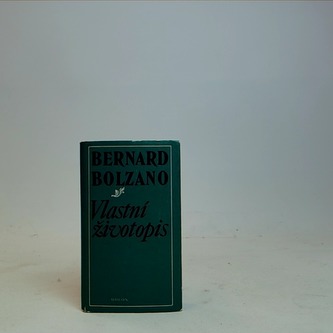 BERNARD
BOLZANO
Vlastní
životopis